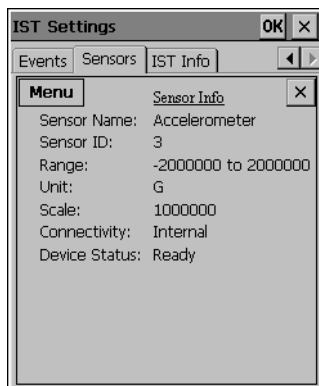 IST Settings OK
Events Sensors IST Info
Menu Sensor Info
Sensor Name: Accelerometer
Sensor ID: 3
Range: -2000000 to 2000000
Unit: G
Scale: 1000000
Connectivity: Internal
Device Status: Ready